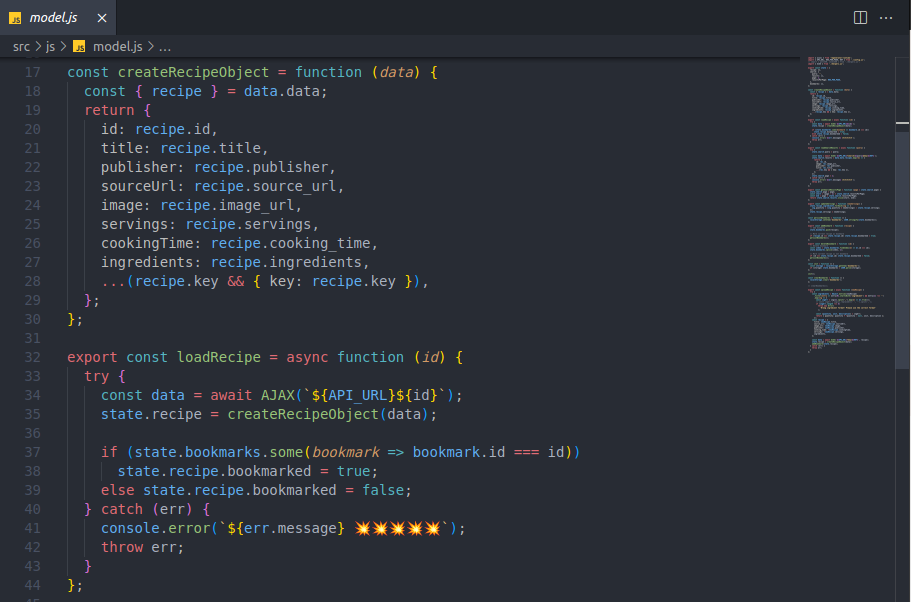 JS model.js ×
src > js > JS model.js > ...
17 const createRecipeObject = function (data) {
18   const { recipe } = data.data;
19   return {
20     id: recipe.id,
21     title: recipe.title,
22     publisher: recipe.publisher,
23     sourceUrl: recipe.source_url,
24     image: recipe.image_url,
25     servings: recipe.servings,
26     cookingTime: recipe.cooking_time,
27     ingredients: recipe.ingredients,
28     ...(recipe.key && { key: recipe.key }),
29   };
30 };
31
32 export const loadRecipe = async function (id) {
33   try {
34     const data = await AJAX(`${API_URL}${id}`);
35     state.recipe = createRecipeObject(data);
36
37     if (state.bookmarks.some(bookmark => bookmark.id === id))
38       state.recipe.bookmarked = true;
39     else state.recipe.bookmarked = false;
40   } catch (err) {
41     console.error(`${err.message} 💥💥💥💥💥`);
42     throw err;
43   }
44 };